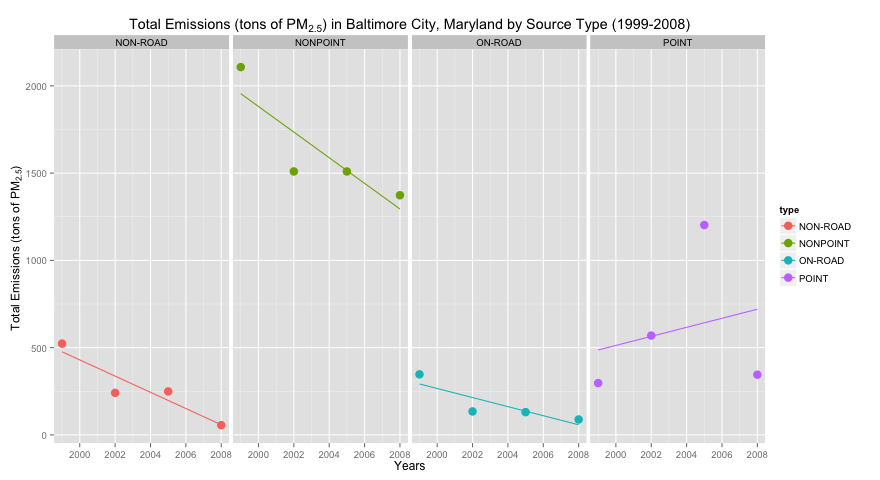 Total Emissions (tons of PM2.5) in Baltimore City, Maryland by Source Type (1999-2008)
NON-ROAD NONPOINT ON-ROAD POINT
Total Emissions (tons of PM2.5)
2000
1500
1000
500
0
2000 2002 2004 2006 2008 2000 2002 2004 2006 2008 2000 2002 2004 2006 2008 2000 2002 2004 2006 2008
Years
type
NON-ROAD
NONPOINT
ON-ROAD
POINT